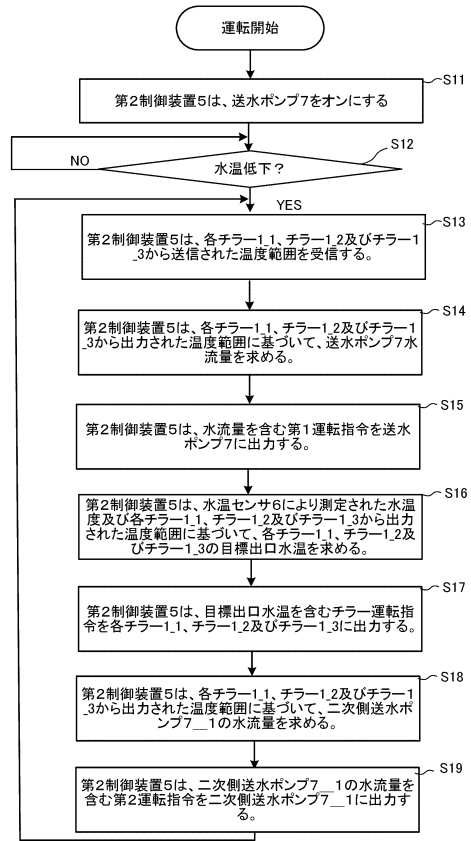 運転開始
S11
第2制御装置5は、送水ポンプ7をオンにする
S12
水温低下？
NO
YES
S13
第2制御装置5は、各チラー1_1、チラー1_2及びチラー1
_3から送信された温度範囲を受信する。
S14
第2制御装置5は、各チラー1_1、チラー1_2及びチラー1
_3から出力された温度範囲に基づいて、送水ポンプ7水
流量を求める。
S15
第2制御装置5は、水流量を含む第1運転指令を送水
ポンプ7に出力する。
S16
第2制御装置5は、水温センサ6により測定された水温
度及び各チラー1_1、チラー1_2及びチラー1_3から出力
された温度範囲に基づいて、各チラー1_1、チラー1_2及
びチラー1_3の目標出口水温を求める。
S17
第2制御装置5は、目標出口水温を含むチラー運転指
令を各チラー1_1、チラー1_2及びチラー1_3に出力する。
S18
第2制御装置5は、各チラー1_1、チラー1_2及びチラー1
_3から出力された温度範囲に基づいて、二次側送水ポ
ンプ7__1の水流量を求める。
S19
第2制御装置5は、二次側送水ポンプ7__1の水流量を
含む第2運転指令を二次側送水ポンプ7__1に出力す
る。